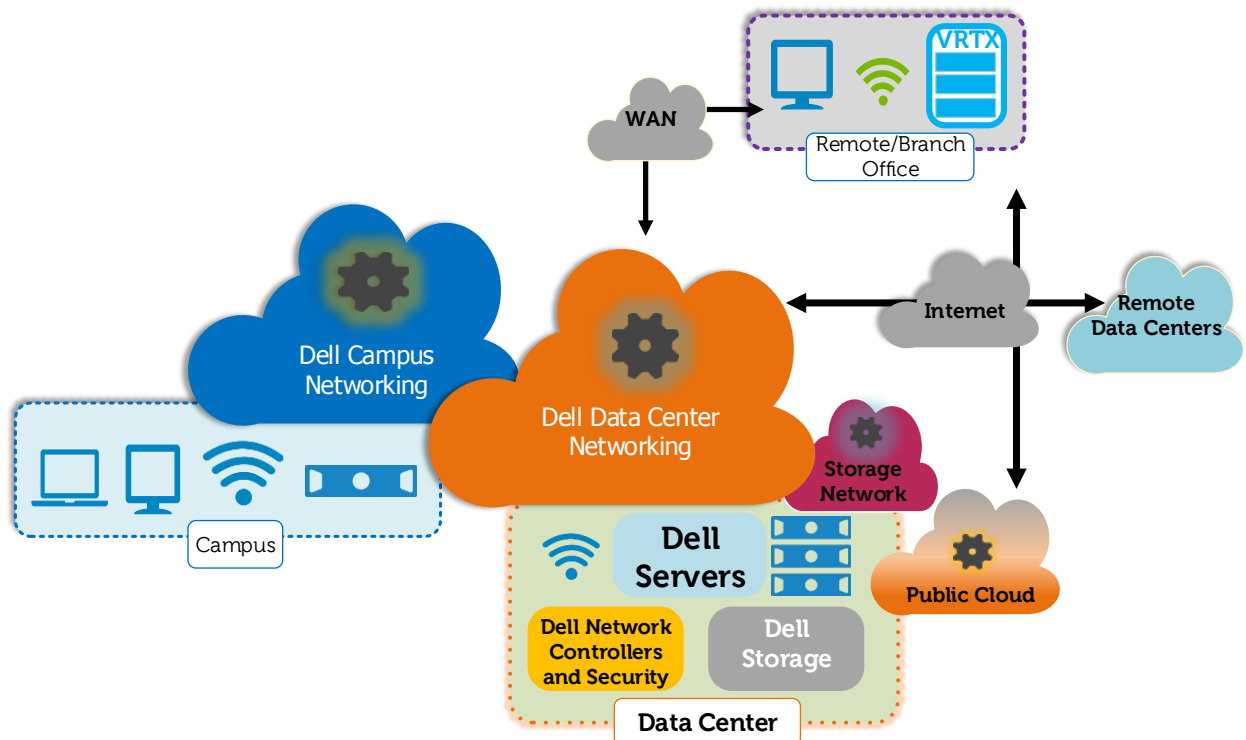 VRTX
WAN
Remote/Branch
Office
Internet
Remote
Data Centers
Dell Campus
Networking
Dell Data Center
Networking
Storage
Network
Campus
Dell
Servers
Public Cloud
Dell Network
Controllers
and Security
Dell
Storage
Data Center